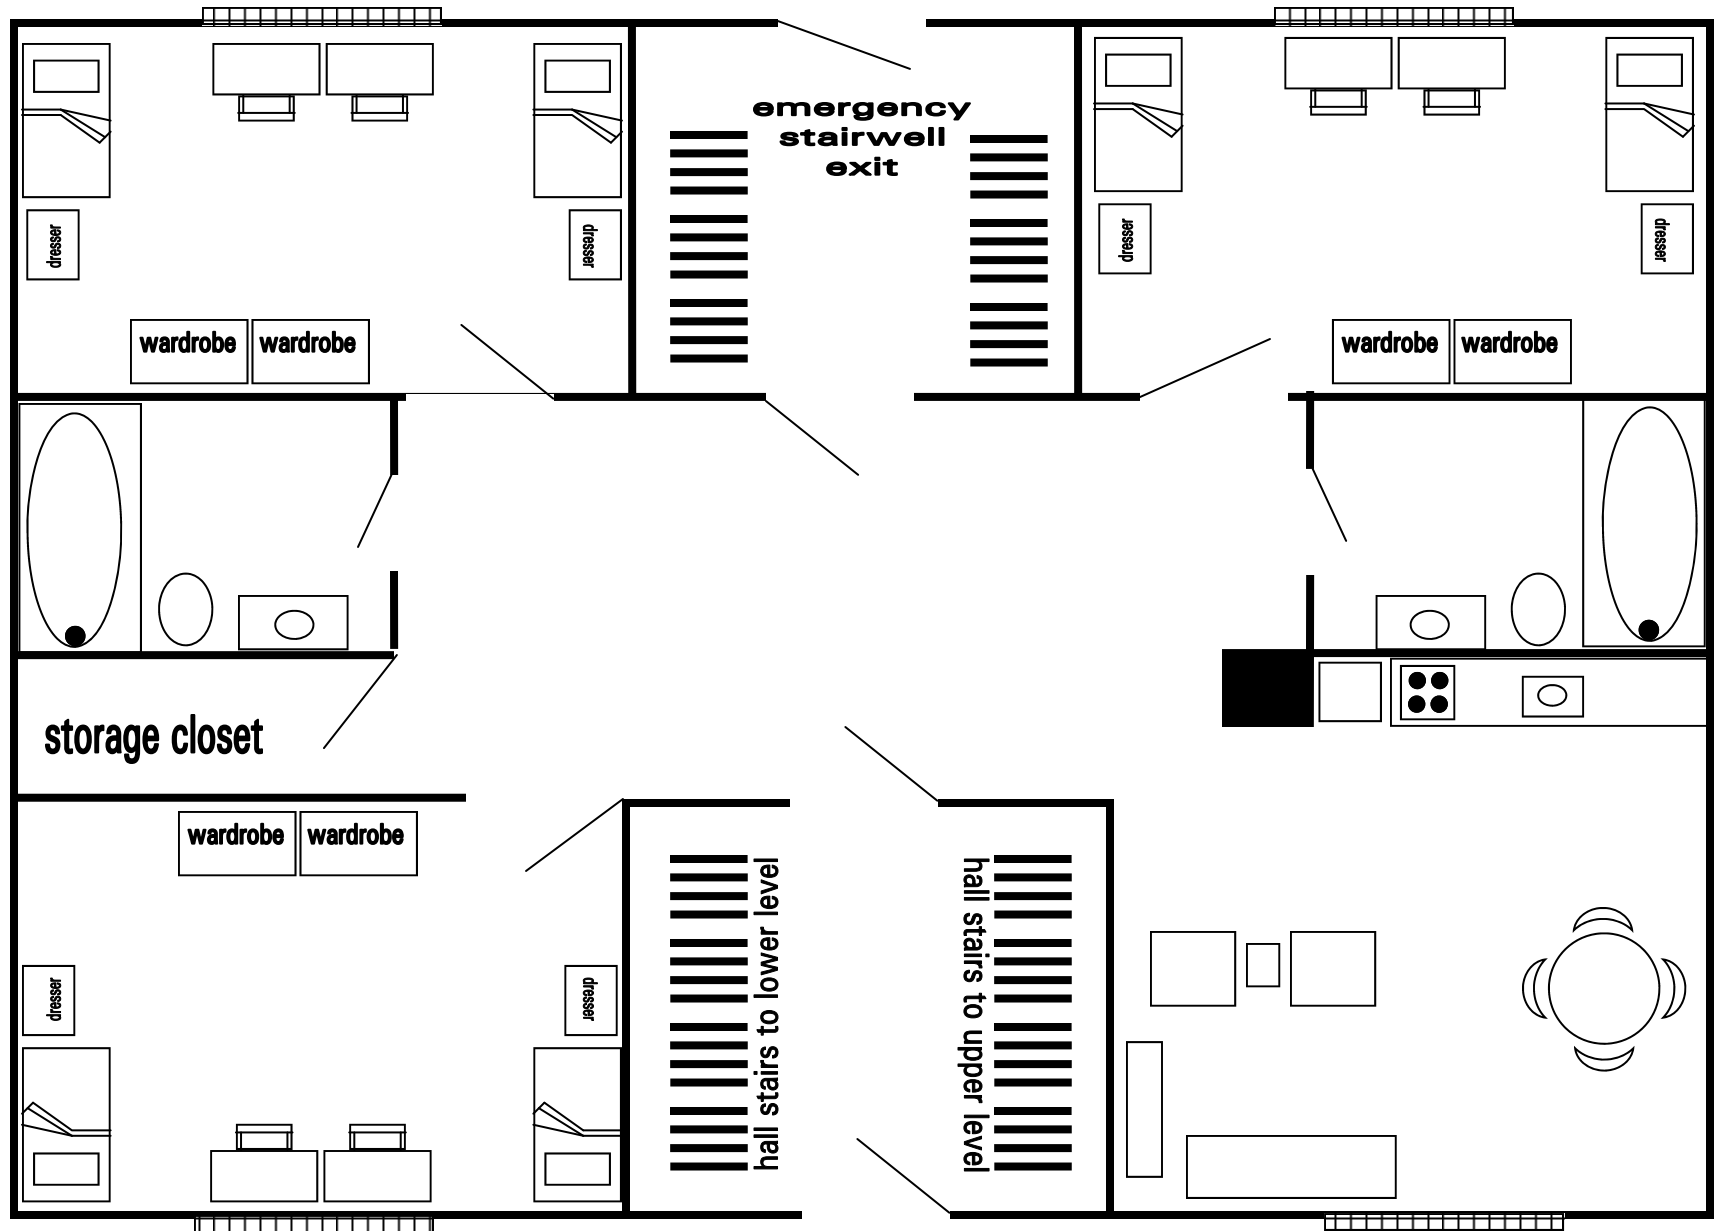 emergency
stairwell
exit
dresser
dresser
dresser
dresser
wardrobe
wardrobe
wardrobe
wardrobe
storage closet
wardrobe
wardrobe
hall stairs to lower level
hall stairs to upper level
dresser
dresser